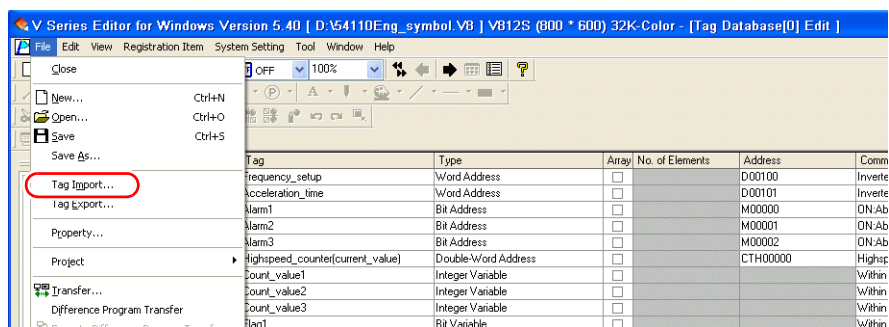 V Series Editor for Windows Version 5.40 [ D:\54110Eng_symbol.V8 ] V812S (800 * 600) 32K-Color - [Tag Database[0] Edit ]
File Edit View Registration Item System Setting Tool Window Help
Close
OFF 100%
New... Ctrl+N
Open... Ctrl+O
Save Ctrl+S
Save As...
Tag Import...
Tag Export...
Property...
Project
Transfer...
Difference Program Transfer
Tag Type Array No. of Elements Address Comm
Frequency_setup Word Address D00100 Inverte
Acceleration_time Word Address D00101 Inverte
Alarm1 Bit Address M00000 ON:Ab
Alarm2 Bit Address M00001 ON:Ab
Alarm3 Bit Address M00002 ON:Ab
Highspeed_counter(current_value) Double-Word Address CTH00000 Highsp
Count_value1 Integer Variable Within
Count_value2 Integer Variable Within
Count_value3 Integer Variable Within
Flag1 Bit Variable Within